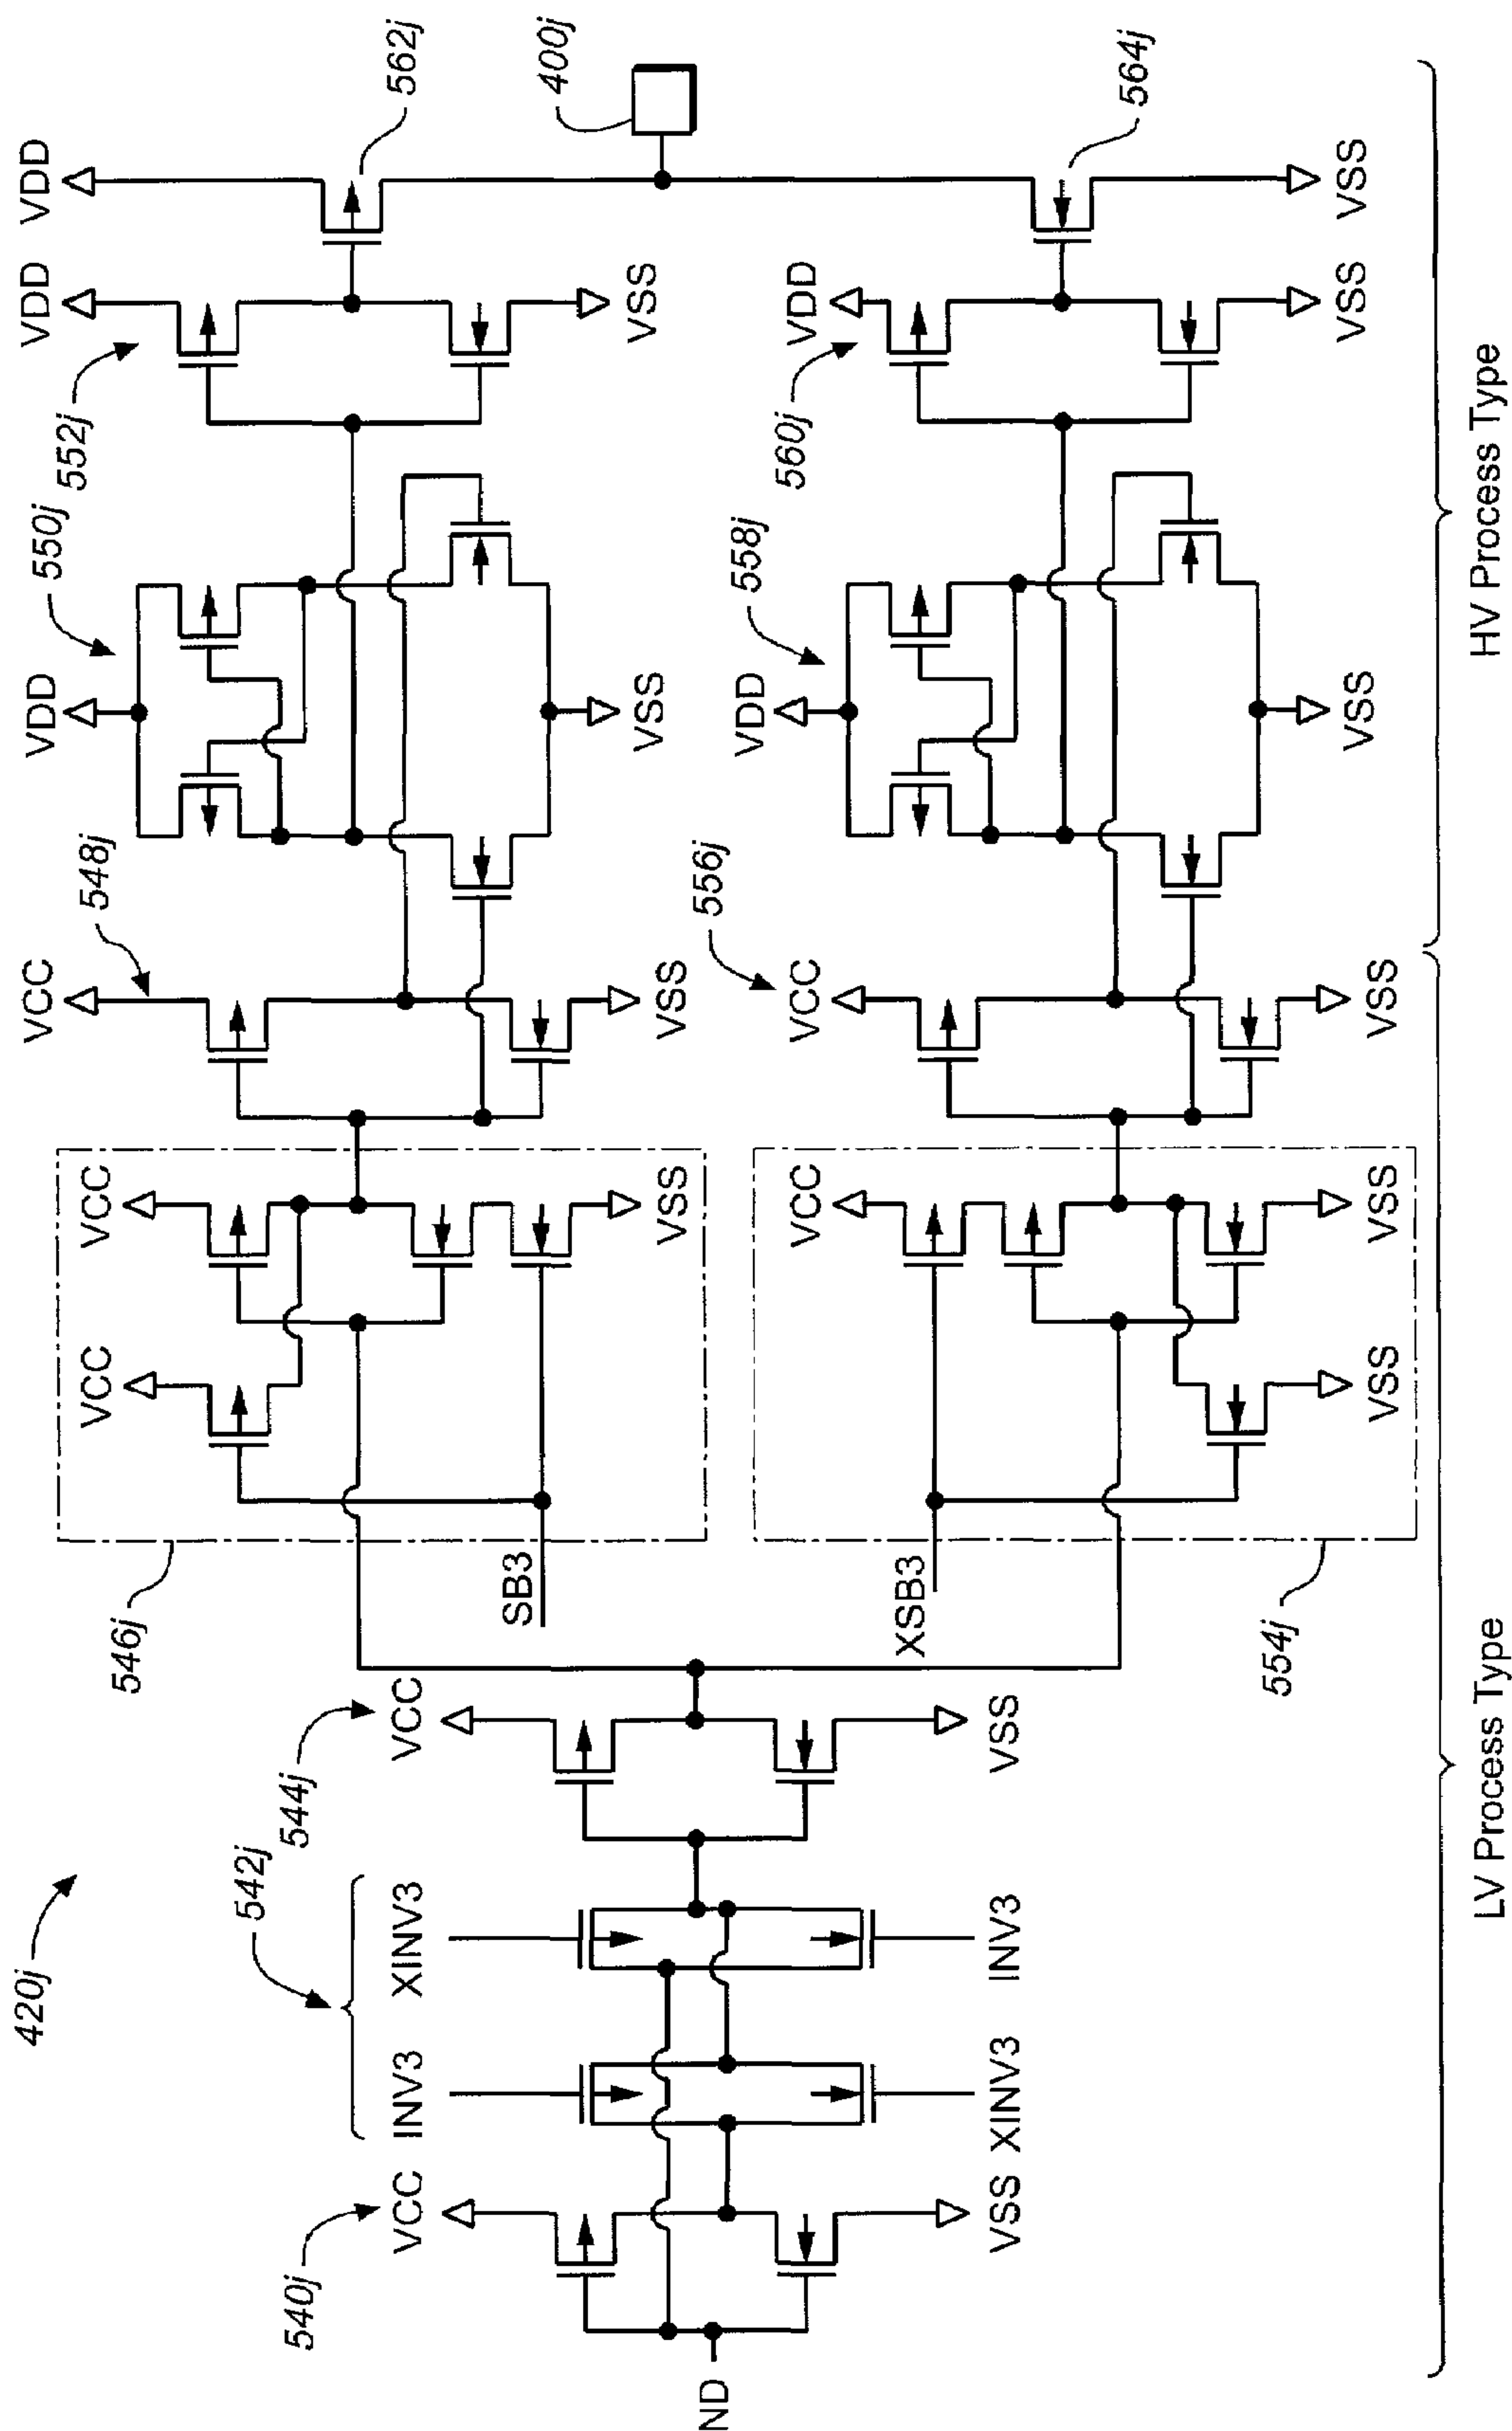 420j
ND
540j
VCC
VSS
542j
INV3
XINV3
XINV3
INV3
544j
VCC
VSS
546j
SB3
VCC
VCC
VSS
548j
VCC
VSS
550j
VDD
VSS
552j
VDD
VSS
VDD
562j
400j
554j
XSB3
VCC
VSS
VSS
556j
VCC
VSS
558j
VDD
VSS
560j
VDD
VSS
564j
VSS
LV Process Type
HV Process Type